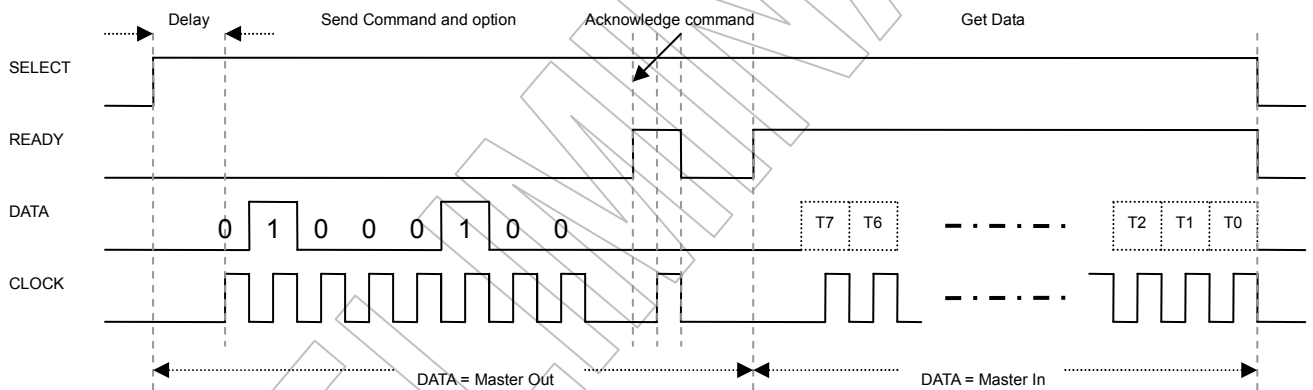 Delay Send Command and option Acknowledge command Get Data
SELECT
READY
DATA 0 1 0 0 0 1 0 0 T7 T6 T2 T1 T0
CLOCK
DATA = Master Out DATA = Master In